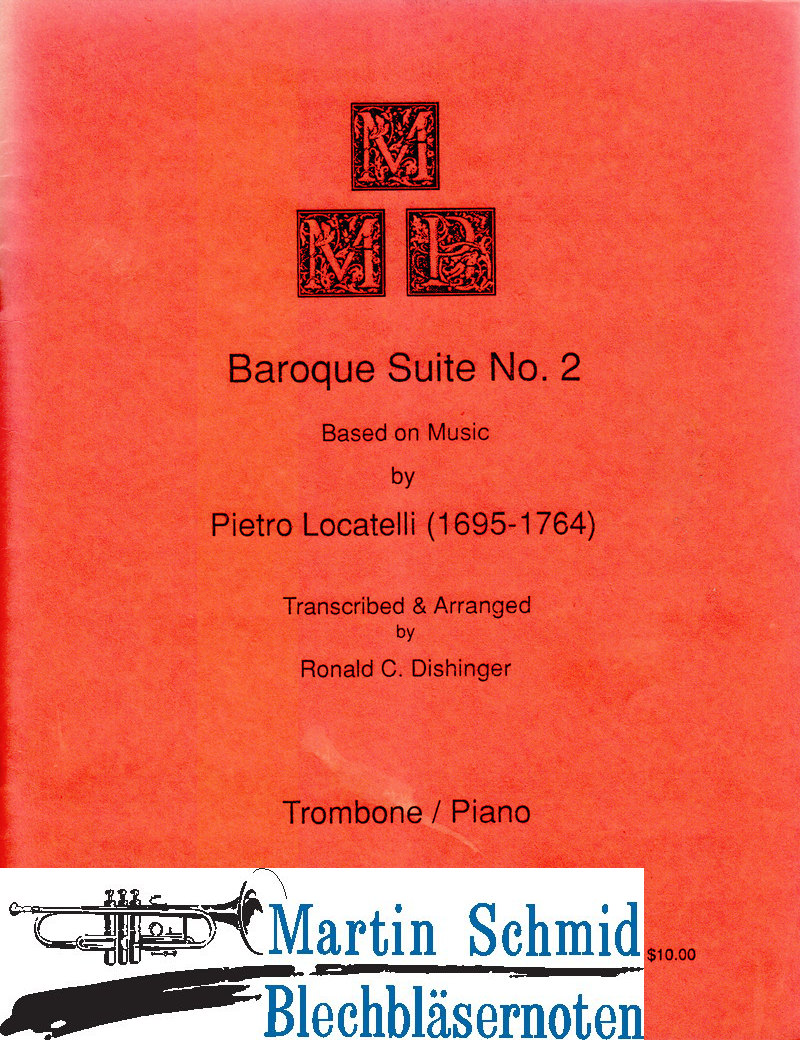 M
M P
Baroque Suite No. 2
Based on Music
by
Pietro Locatelli (1695-1764)
Transcribed & Arranged
by
Ronald C. Dishinger
Trombone / Piano
Martin Schmid
$10.00
Blechbläsernoten